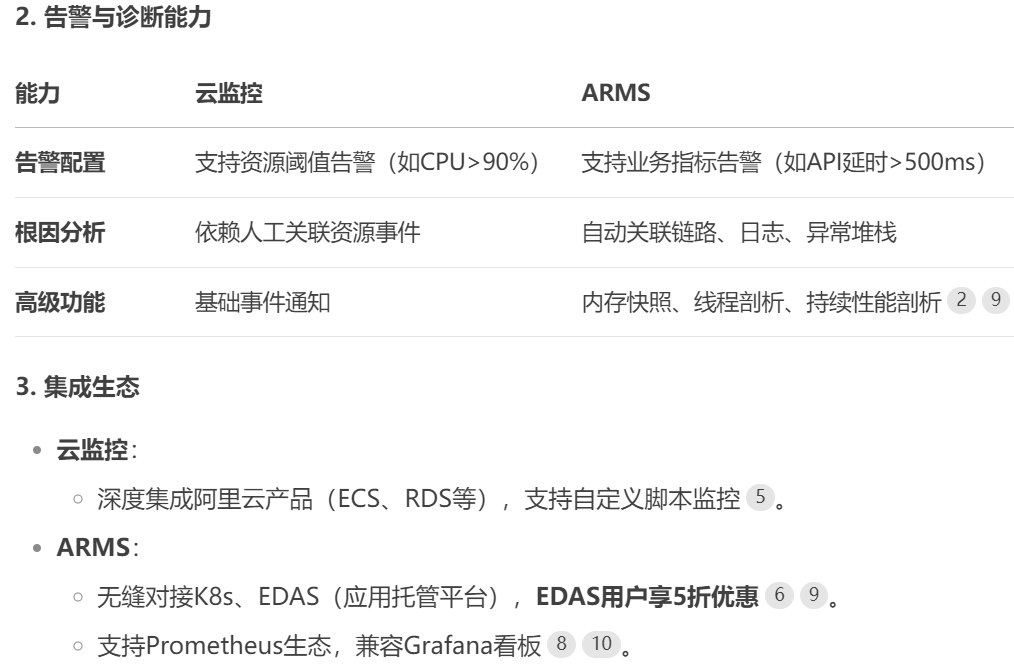 2. 告警与诊断能力
能力 云监控 ARMS
告警配置 支持资源阈值告警（如CPU>90%） 支持业务指标告警（如API延时>500ms）
根因分析 依赖人工关联资源事件 自动关联链路、日志、异常堆栈
高级功能 基础事件通知 内存快照、线程剖析、持续性能剖析 2 9
3. 集成生态
云监控：
深度集成阿里云产品（ECS、RDS等），支持自定义脚本监控 5 。
ARMS：
无缝对接K8s、EDAS（应用托管平台），EDAS用户享5折优惠 6 9 。
支持Prometheus生态，兼容Grafana看板 8 10 。